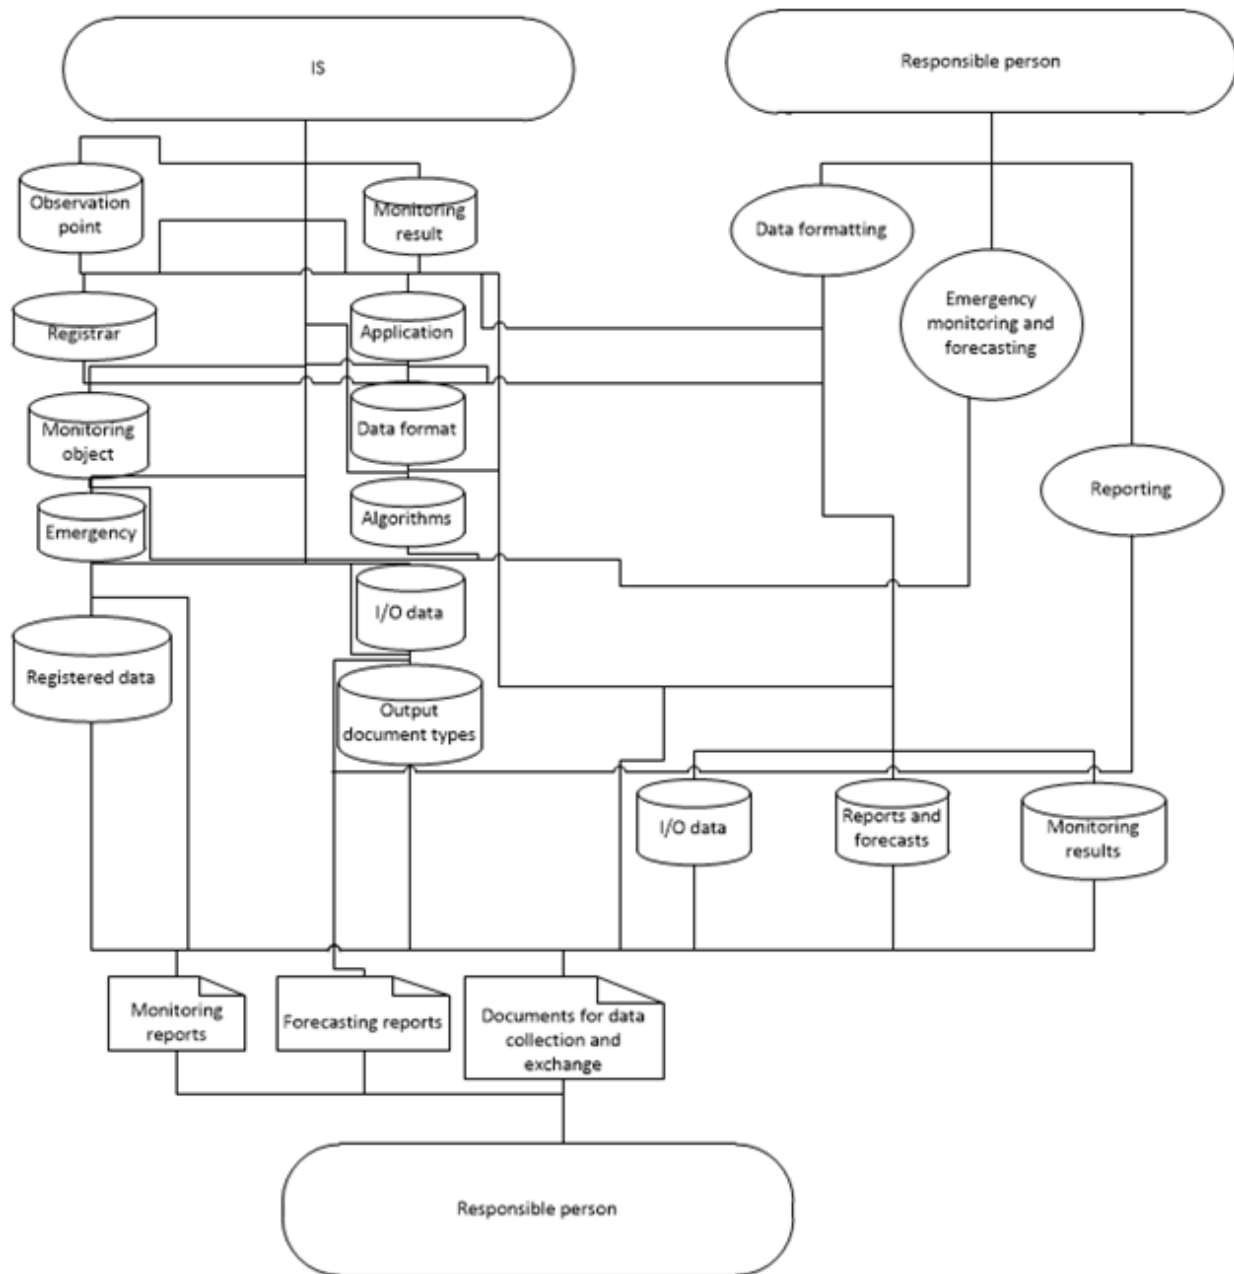 IS
Responsible person
Observation
point
Monitoring
result
Data formatting
Registrar
Application
Emergency
monitoring and
forecasting
Monitoring
object
Data format
Emergency
Algorithms
Reporting
I/O data
Registered data
Output
document types
I/O data
Reports and
forecasts
Monitoring
results
Monitoring
reports
Forecasting reports
Documents for data
collection and
exchange
Responsible person